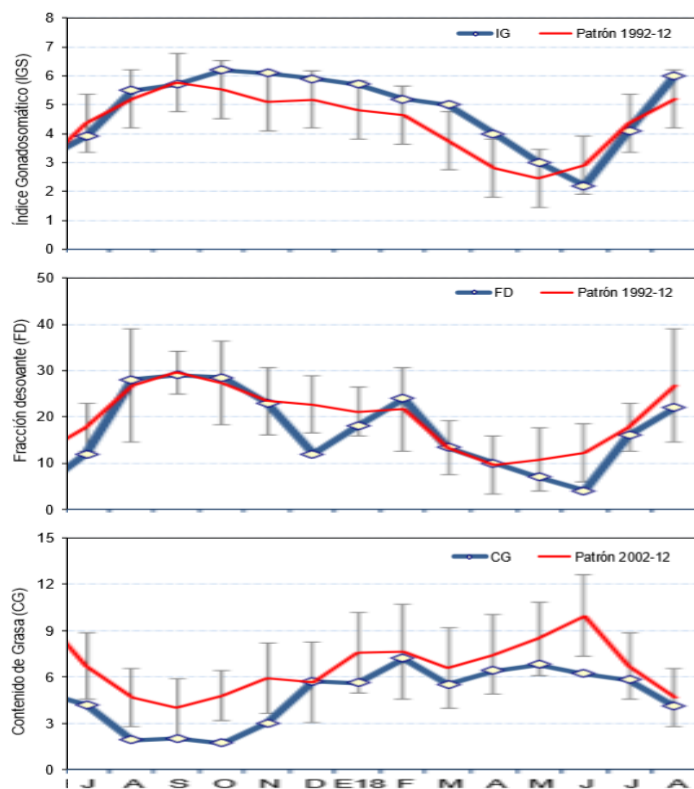 Índice Gonadosomático (IGS)
8
7
6
5
4
3
2
1
0
IG
Patrón 1992-12
Fracción desovante (FD)
50
40
30
20
10
0
FD
Patrón 1992-12
Contenido de Grasa (CG)
15
12
9
6
3
0
CG
Patrón 2002-12
J A S O N D E18 F M A M J J A